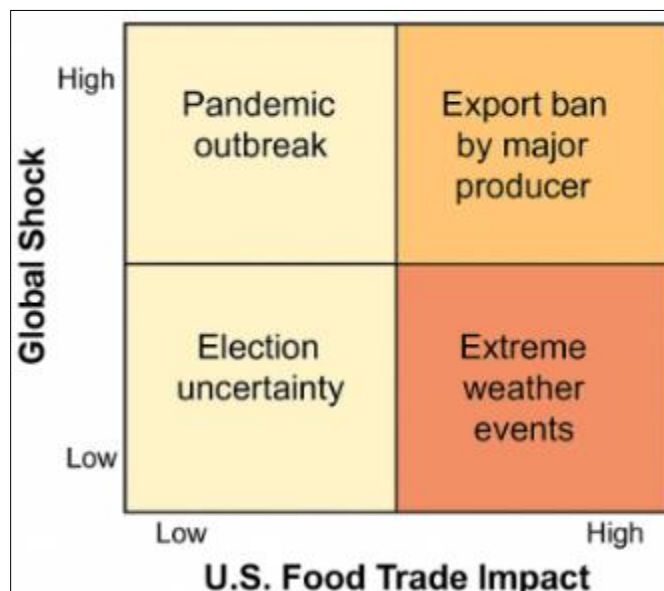 Global Shock
High
Low
Pandemic
outbreak
Export ban
by major
producer
Election
uncertainty
Extreme
weather
events
Low
High
U.S. Food Trade Impact